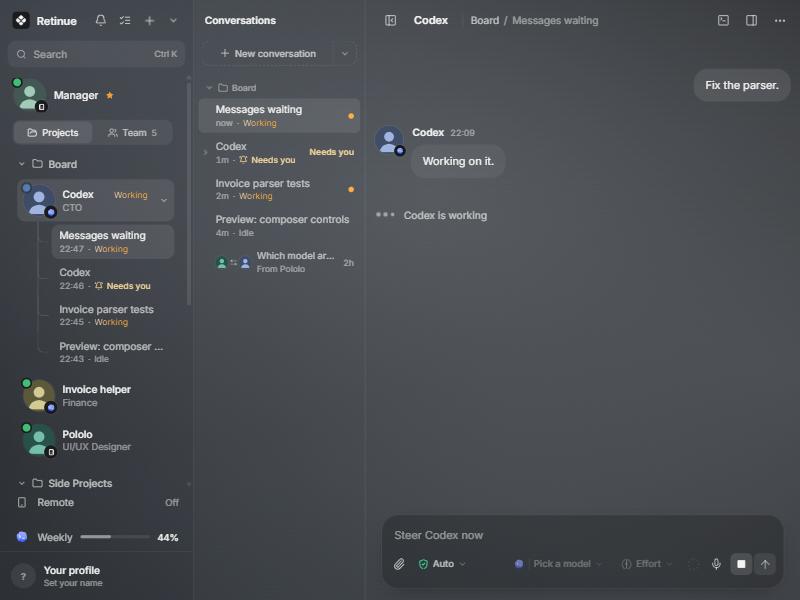 Retinue
Search
Ctrl K
Manager
Projects
Team 5
Board
Codex
Working
CTO
Messages waiting
22:47 · Working
Codex
22:46 · Needs you
Invoice parser tests
22:45 · Working
Preview: composer ...
22:43 · Idle
Invoice helper
Finance
Pololo
UI/UX Designer
Side Projects
Remote
Off
Weekly
44%
?
Your profile
Set your name
Conversations
New conversation
Board
Messages waiting
now · Working
Codex
Needs you
1m · Needs you
Invoice parser tests
2m · Working
Preview: composer controls
4m · Idle
Which model ar...
From Pololo
2h
Codex
Board / Messages waiting
Fix the parser.
Codex 22:09
Working on it.
Codex is working
Steer Codex now
Auto
Pick a model
Effort